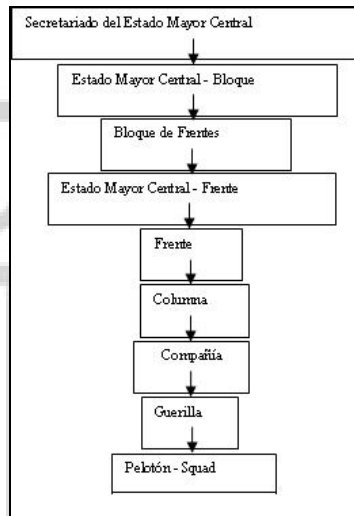 Secretariado del Estado Mayor Central
Estado Mayor Central - Bloque
Bloque de Frentes
Estado Mayor Central - Frente
Frente
Columna
Compañía
Guerilla
Pelotón - Squad